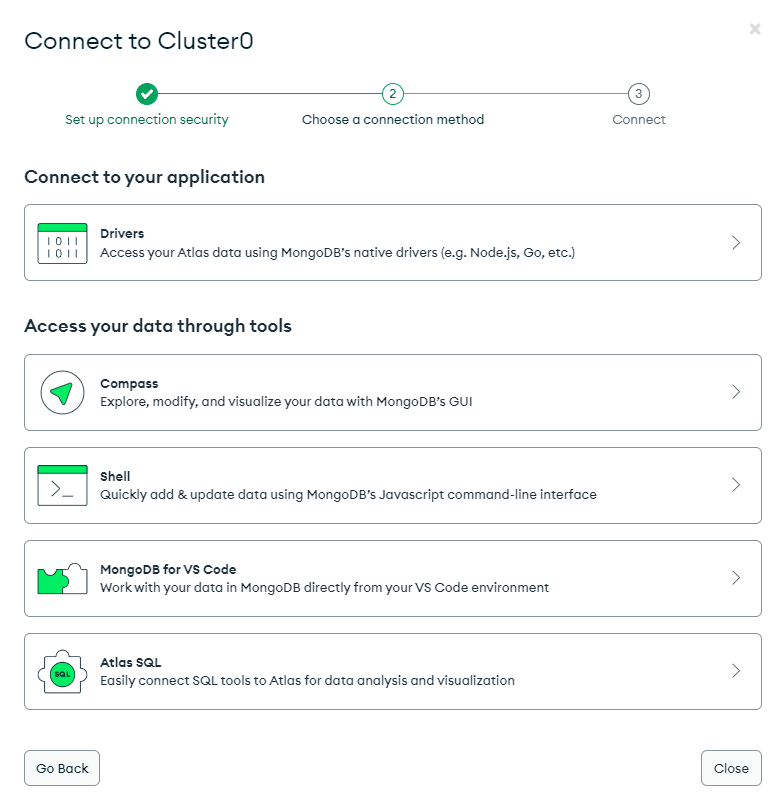 Connect to Cluster0
×
2
3
Set up connection security
Choose a connection method
Connect
Connect to your application
1011
1011
Drivers
Access your Atlas data using MongoDB's native drivers (e.g. Node.js, Go, etc.)
Access your data through tools
Compass
Explore, modify, and visualize your data with MongoDB's GUI
>_
Shell
Quickly add & update data using MongoDB's Javascript command-line interface
MongoDB for VS Code
Work with your data in MongoDB directly from your VS Code environment
SQL
Atlas SQL
Easily connect SQL tools to Atlas for data analysis and visualization
Go Back
Close